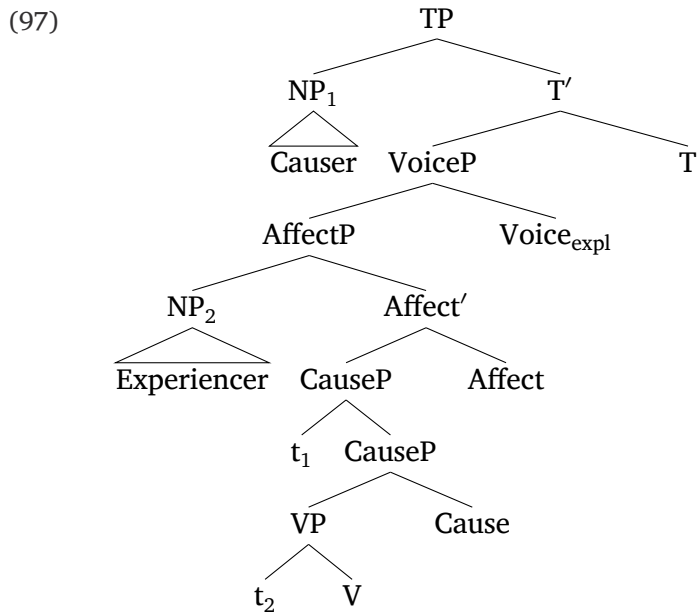 (97) TP
NP₁ T′
Causer VoiceP T
AffectP Voiceₑₓₚₗ
NP₂ Affect′
Experiencer CauseP Affect
t₁ CauseP
VP Cause
t₂ V